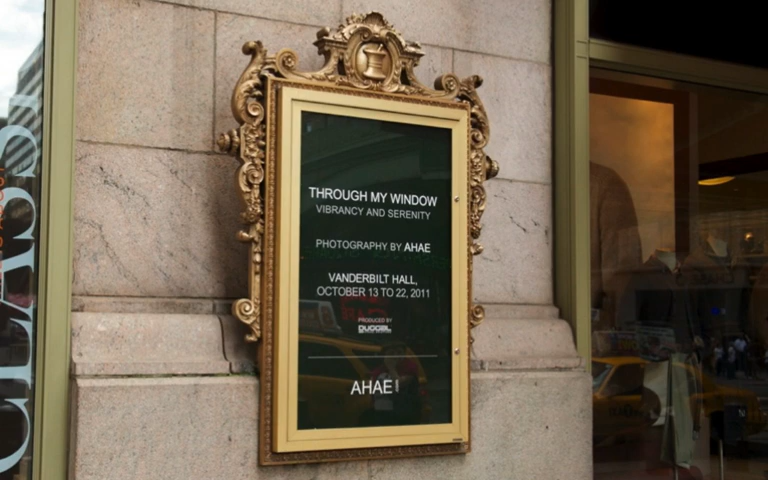 THROUGH MY WINDOW
VIBRANCY AND SERENITY
PHOTOGRAPHY BY AHAE
VANDERBILT HALL,
OCTOBER 13 TO 22, 2011
PRODUCED BY
DUGGAL
AHAE